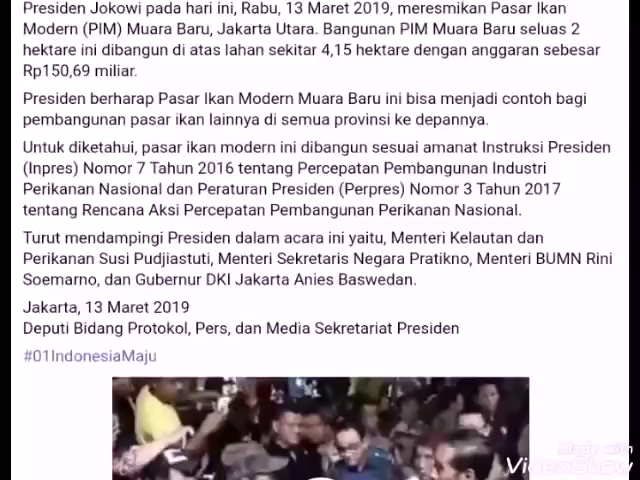 Presiden Jokowi pada hari ini, Rabu, 13 Maret 2019, meresmikan Pasar Ikan
Modern (PIM) Muara Baru, Jakarta Utara. Bangunan PIM Muara Baru seluas 2
hektare ini dibangun di atas lahan sekitar 4,15 hektare dengan anggaran sebesar
Rp150,69 miliar.
Presiden berharap Pasar Ikan Modern Muara Baru ini bisa menjadi contoh bagi
pembangunan pasar ikan lainnya di semua provinsi ke depannya.
Untuk diketahui, pasar ikan modern ini dibangun sesuai amanat Instruksi Presiden
(Inpres) Nomor 7 Tahun 2016 tentang Percepatan Pembangunan Industri
Perikanan Nasional dan Peraturan Presiden (Perpres) Nomor 3 Tahun 2017
tentang Rencana Aksi Percepatan Pembangunan Perikanan Nasional.
Turut mendampingi Presiden dalam acara ini yaitu, Menteri Kelautan dan
Perikanan Susi Pudjiastuti, Menteri Sekretaris Negara Pratikno, Menteri BUMN Rini
Soemarno, dan Gubernur DKI Jakarta Anies Baswedan.
Jakarta, 13 Maret 2019
Deputi Bidang Protokol, Pers, dan Media Sekretariat Presiden
#01IndonesiaMaju
Made with
VideoShow